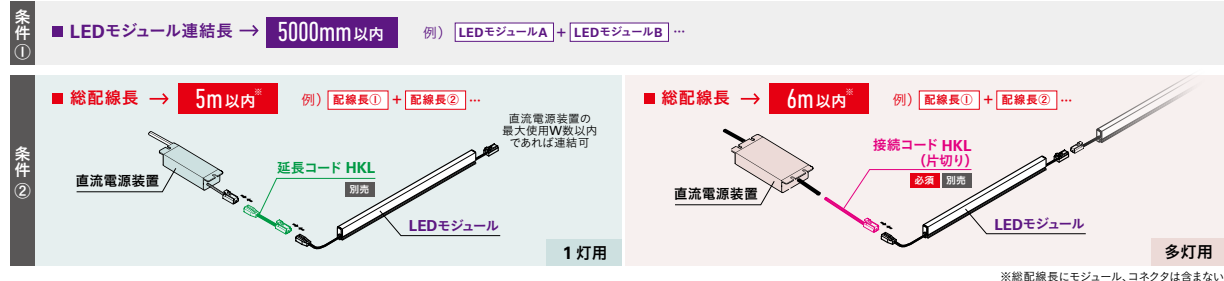 条件①
■ LEDモジュール連結長 → 5000mm以内 例） LEDモジュールA + LEDモジュールB …
条件②
■ 総配線長 → 5m以内※ 例） 配線長① + 配線長② …
直流電源装置の
最大使用W数以内
であれば連結可
延長コード HKL
別売
直流電源装置
LEDモジュール
1灯用
■ 総配線長 → 6m以内※ 例） 配線長① + 配線長② …
接続コード HKL
（片切り）
必須 別売
直流電源装置
LEDモジュール
多灯用
※総配線長にモジュール、コネクタは含まない